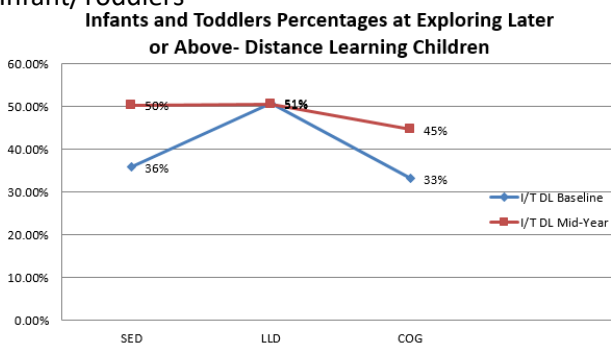 Infant/Toddlers
Infants and Toddlers Percentages at Exploring Later
or Above- Distance Learning Children
60.00%
50.00%
40.00%
30.00%
20.00%
10.00%
0.00%
50%
51%
45%
36%
33%
I/T DL Baseline
I/T DL Mid-Year
SED LLD COG